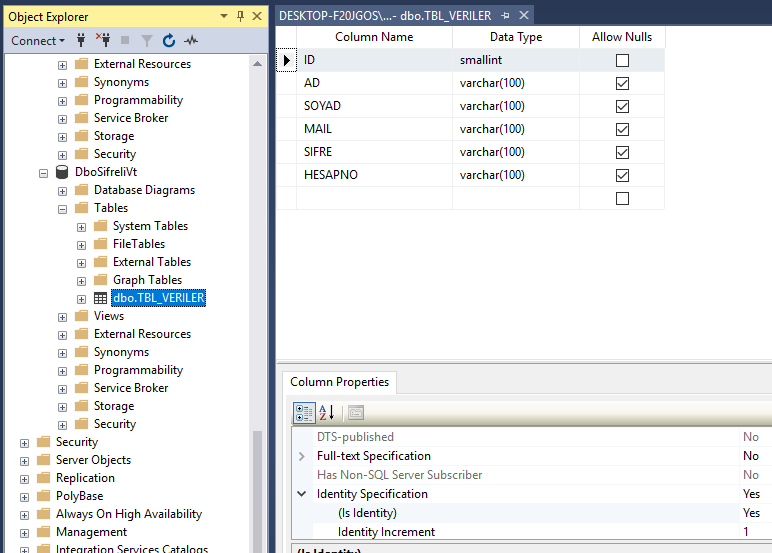 Object Explorer
Connect
External Resources
Synonyms
Programmability
Service Broker
Storage
Security
DboSifreliVt
Database Diagrams
Tables
System Tables
FileTables
External Tables
Graph Tables
dbo.TBL_VERILER
Views
External Resources
Synonyms
Programmability
Service Broker
Storage
Security
Security
Server Objects
Replication
PolyBase
Always On High Availability
Management
Integration Services Catalogs
DESKTOP-F20JGOS\...- dbo.TBL_VERILER
Column Name Data Type Allow Nulls
ID smallint
AD varchar(100)
SOYAD varchar(100)
MAIL varchar(100)
SIFRE varchar(100)
HESAPNO varchar(100)
Column Properties
DTS-published No
Full-text Specification No
Has Non-SQL Server Subscriber No
Identity Specification Yes
(Is Identity) Yes
Identity Increment 1
(Is Identity)